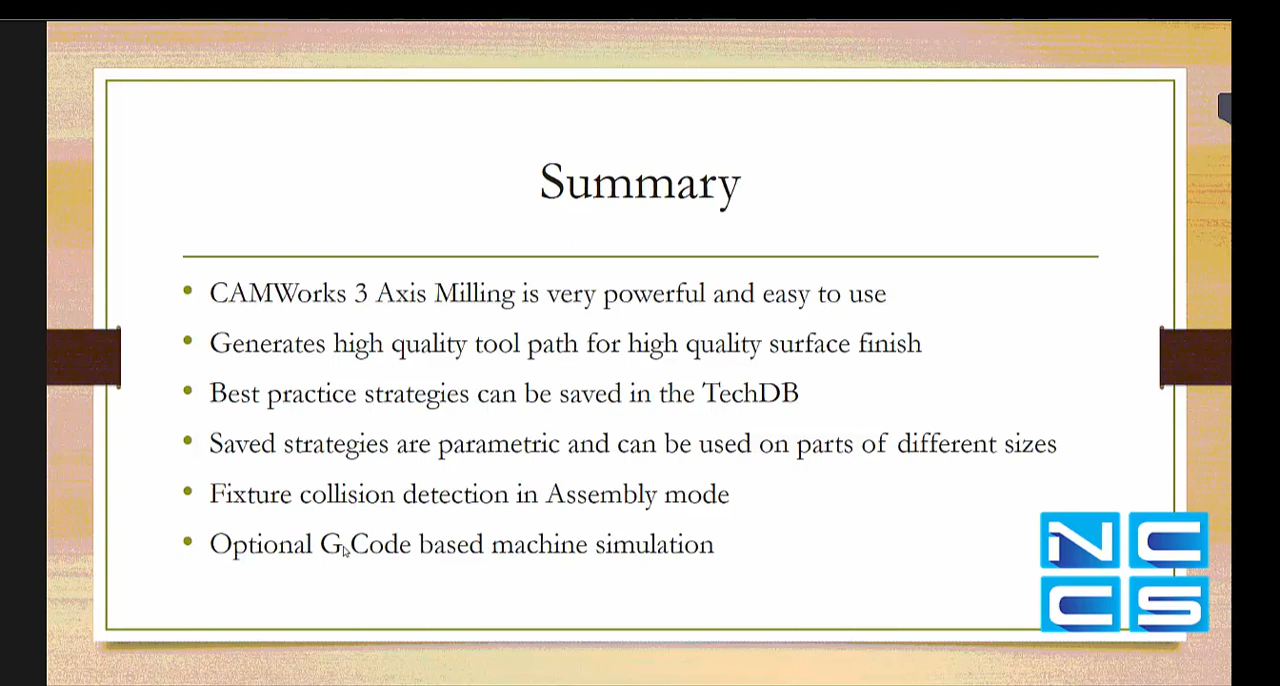 Summary
CAMWorks 3 Axis Milling is very powerful and easy to use
Generates high quality tool path for high quality surface finish
Best practice strategies can be saved in the TechDB
Saved strategies are parametric and can be used on parts of different sizes
Fixture collision detection in Assembly mode
Optional G Code based machine simulation
NC
CS